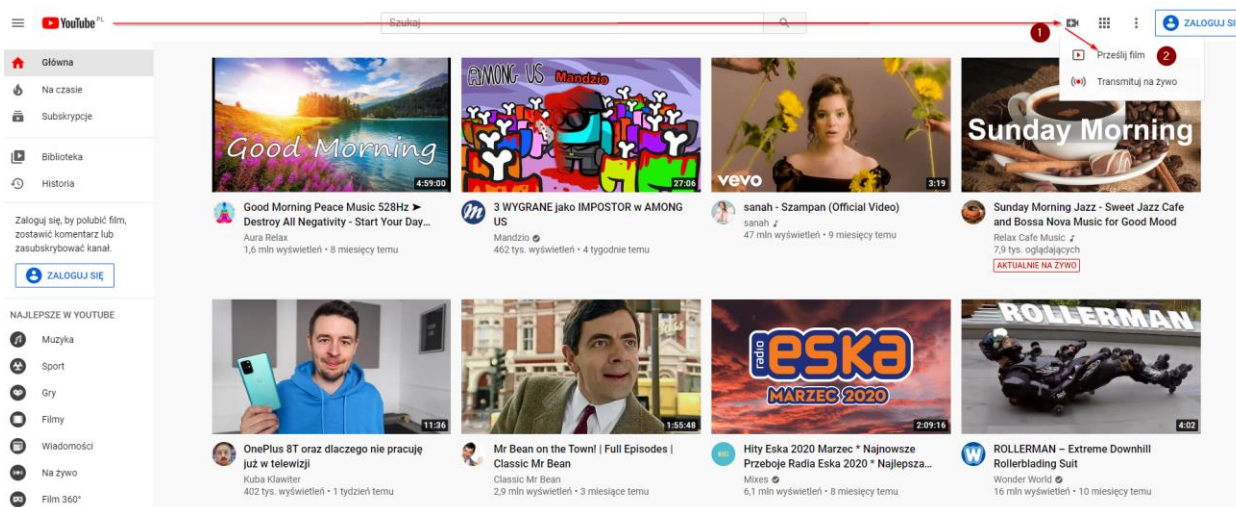 YouTube PL
Szukaj
1
ZALOGUJ SI
Prześlij film 2
Transmituj na żywo
Główna
Na czasie
Subskrypcje
Biblioteka
Historia
Zaloguj się, by polubić film,
zostawić komentarz lub
zasubskrybować kanał.
ZALOGUJ SIĘ
NAJLEPSZE W YOUTUBE
Muzyka
Sport
Gry
Filmy
Wiadomości
Na żywo
Film 360°
Good Morning
4:59:00
Good Morning Peace Music 528Hz ➤
Destroy All Negativity - Start Your Day...
Aura Relax
1,6 mln wyświetleń • 8 miesięcy temu
AMONG US Mandzio
27:06
3 WYGRANE jako IMPOSTOR w AMONG
US
Mandzio
462 tys. wyświetleń • 4 tygodnie temu
vevo
3:19
sanah - Szampan (Official Video)
sanah
47 mln wyświetleń • 9 miesięcy temu
Sunday Morning
Sunday Morning Jazz - Sweet Jazz Cafe
and Bossa Nova Music for Good Mood
Relax Cafe Music
7,9 tys. oglądających
AKTUALNIE NA ŻYWO
11:36
OnePlus 8T oraz dlaczego nie pracuję
już w telewizji
Kuba Klawiter
402 tys. wyświetleń • 1 tydzień temu
1:55:48
Mr Bean on the Town! | Full Episodes |
Classic Mr Bean
Classic Mr Bean
2,9 mln wyświetleń • 3 miesiące temu
radio
eska
MARZEC 2020
2:09:16
Hity Eska 2020 Marzec * Najnowsze
Przeboje Radia Eska 2020 * Najlepsza...
Mixes
6,1 mln wyświetleń • 8 miesięcy temu
ROLLERMAN
4:02
ROLLERMAN – Extreme Downhill
Rollerblading Suit
Wonder World
16 mln wyświetleń • 10 miesięcy temu